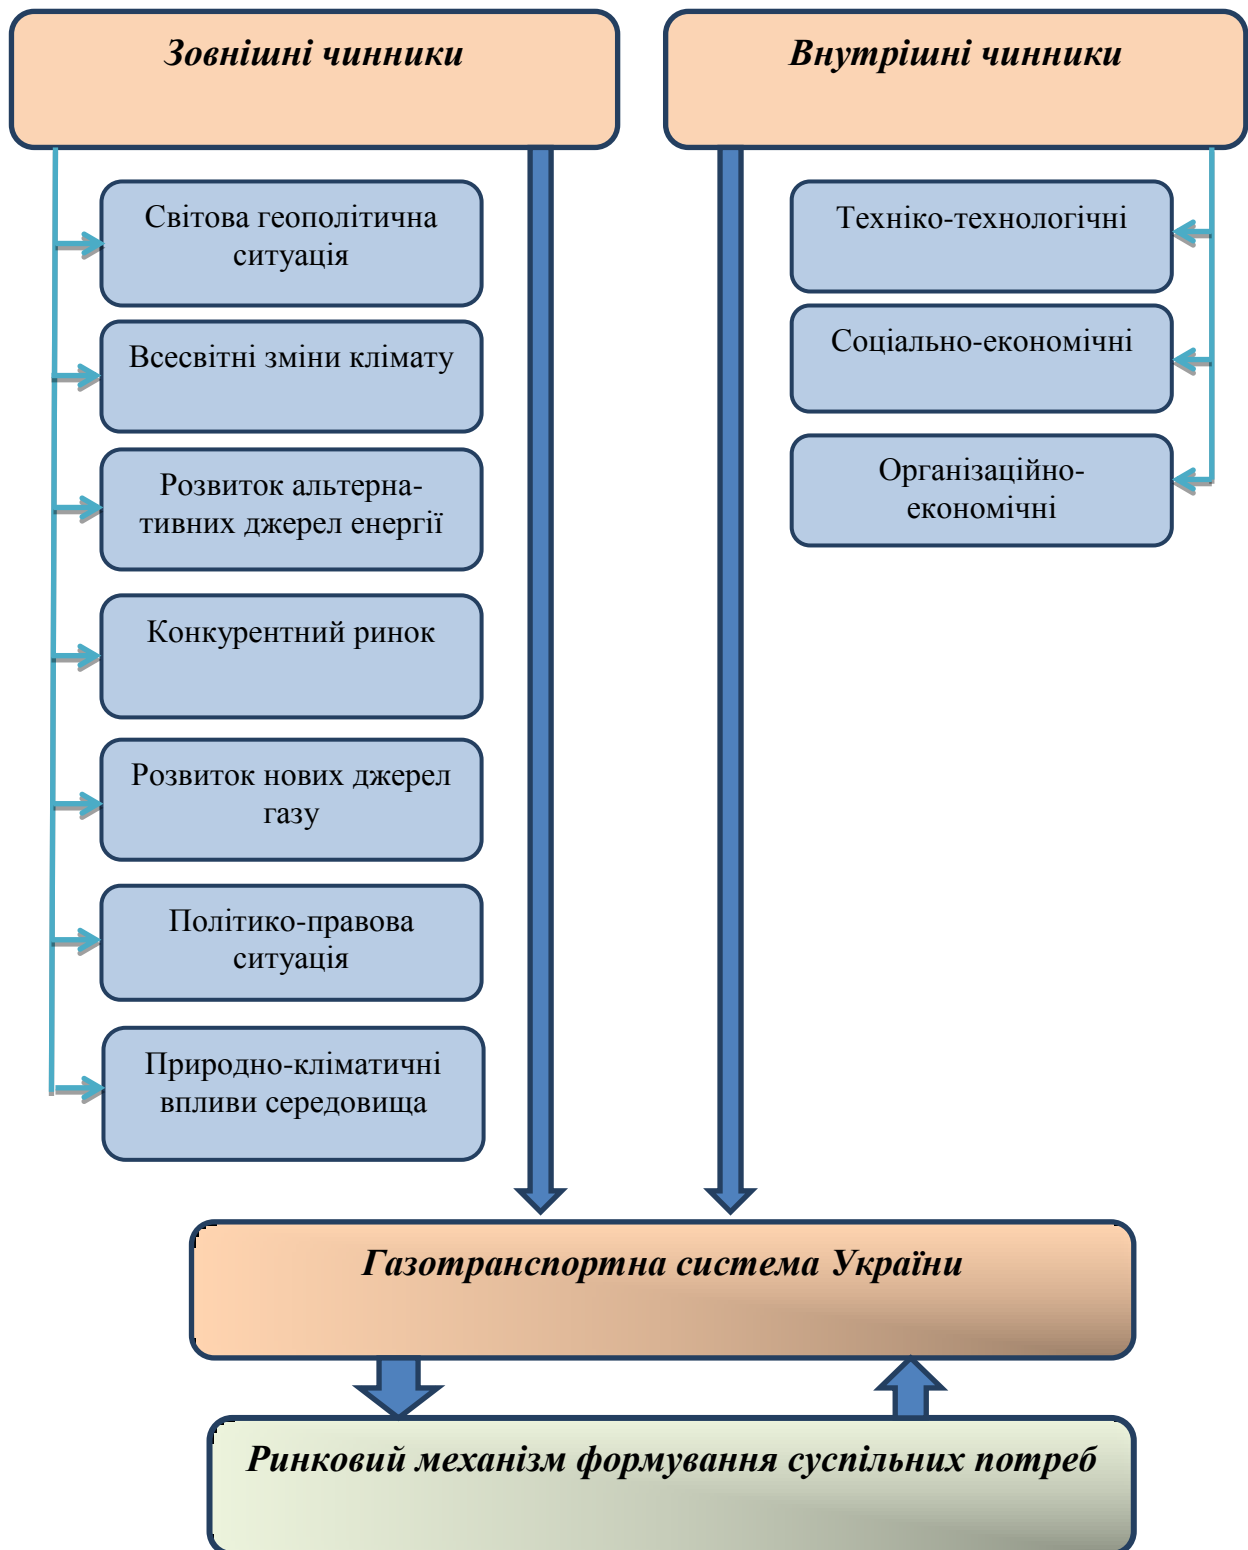 Зовнішні чинники
Внутрішні чинники
Світова геополітична
ситуація
Всесвітні зміни клімату
Розвиток альтерна-
тивних джерел енергії
Конкурентний ринок
Розвиток нових джерел
газу
Політико-правова
ситуація
Природно-кліматичні
впливи середовища
Техніко-технологічні
Соціально-економічні
Організаційно-
економічні
Газотранспортна система України
Ринковий механізм формування суспільних потреб